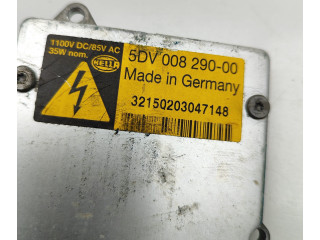 1100V DC/85V AC
35W nom.
HELLA
5DV 008 290-00
Made in Germany
32150203047148